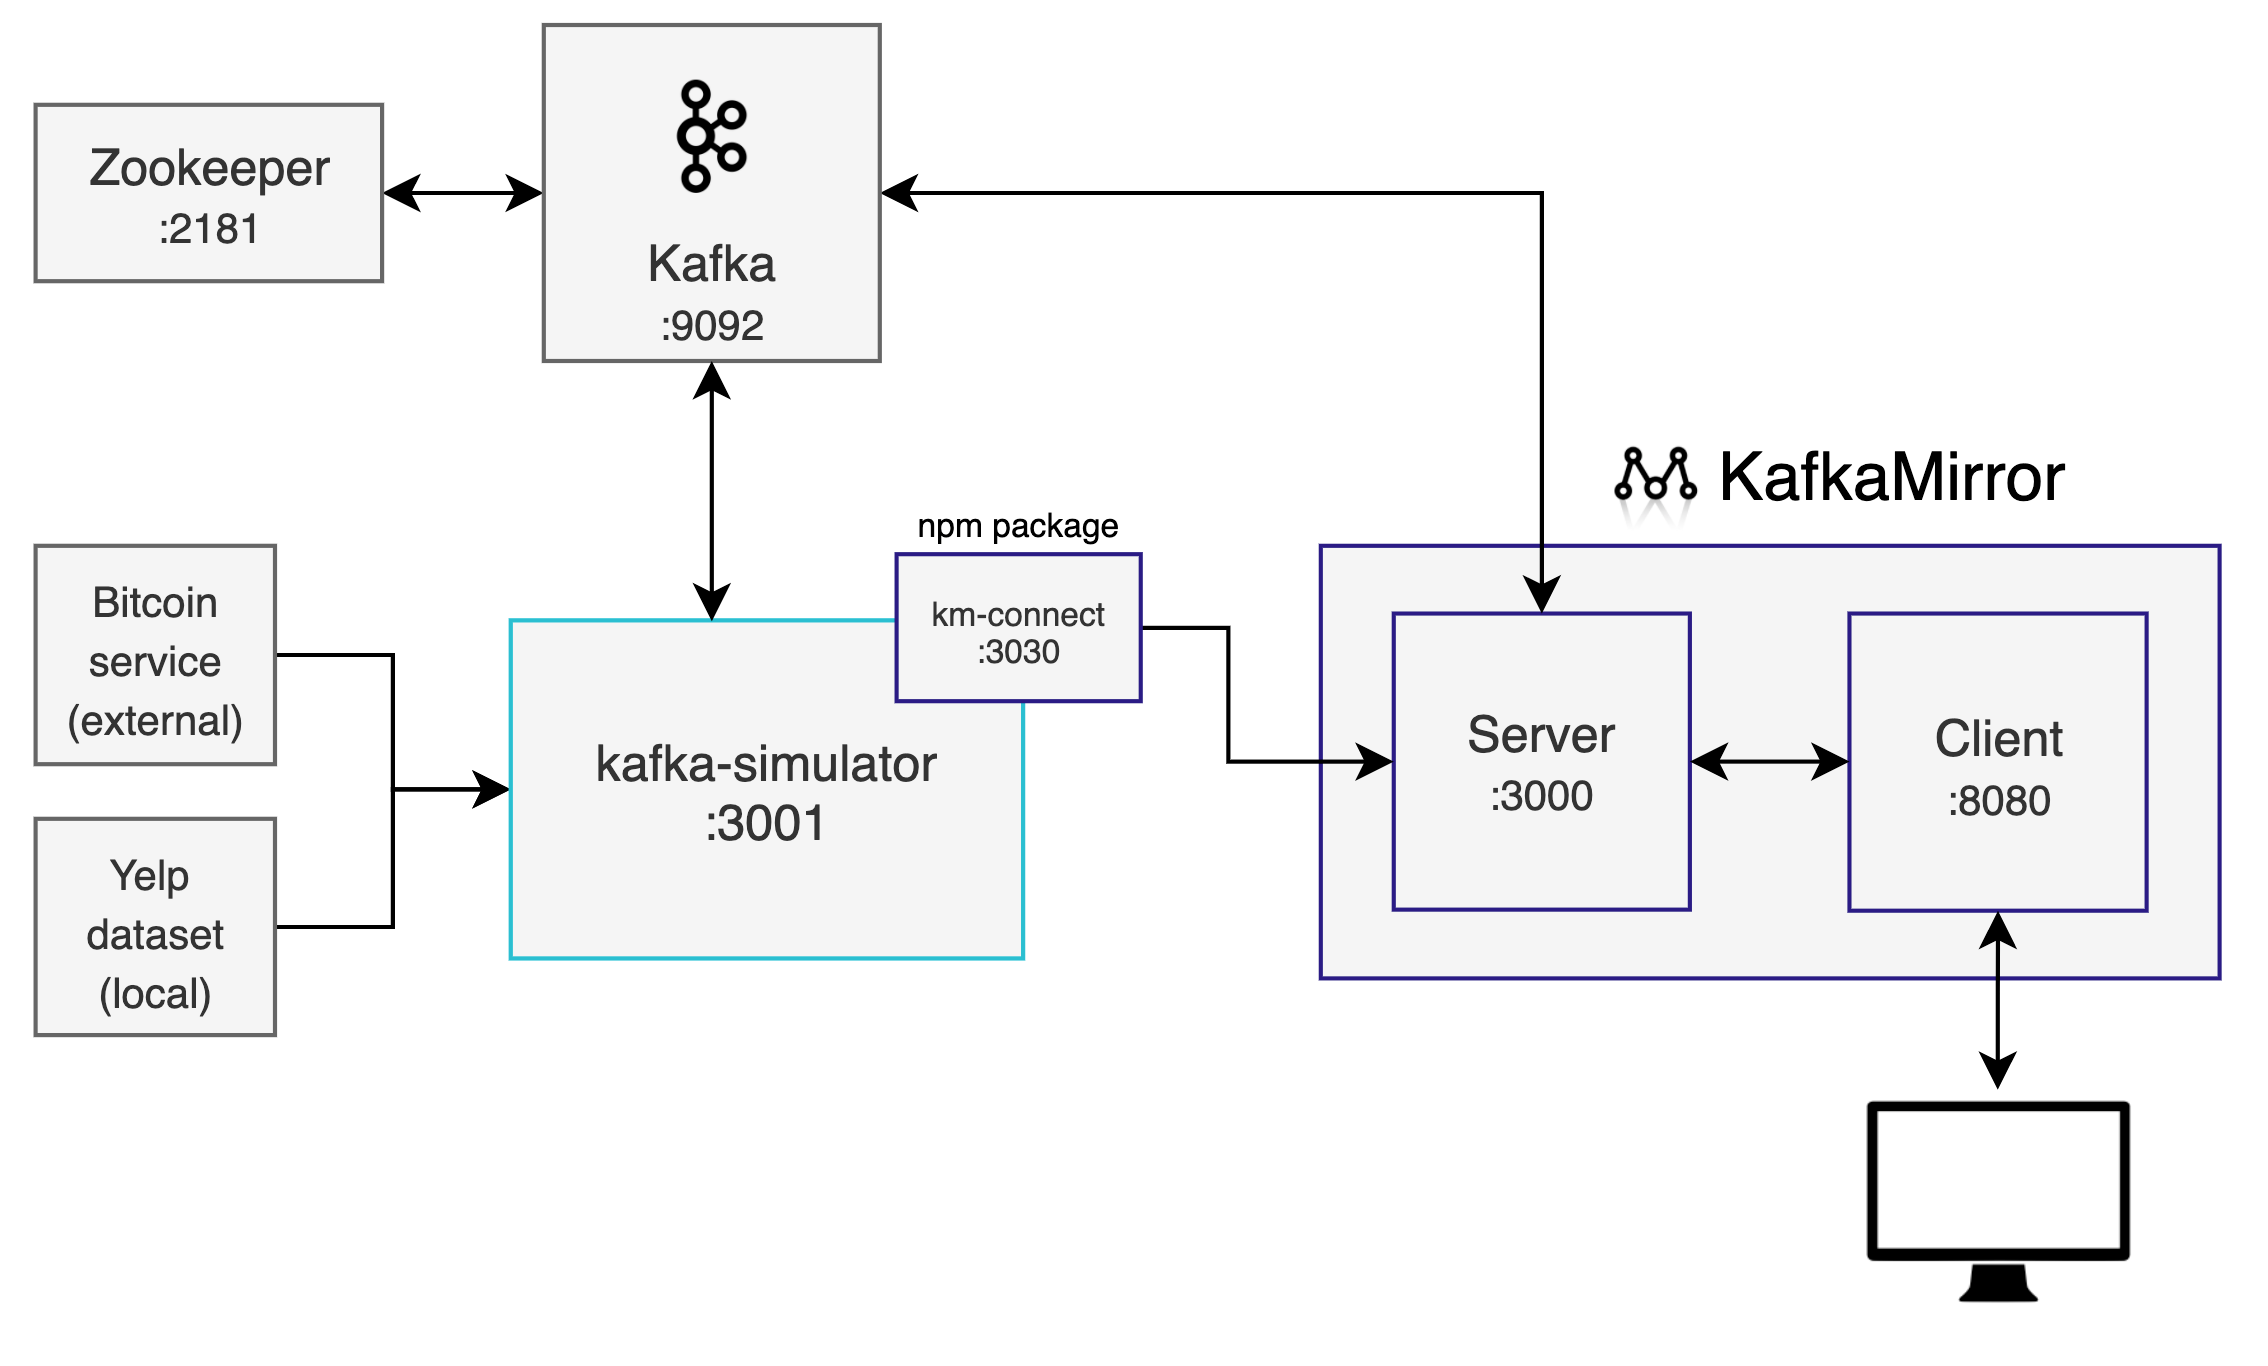 Zookeeper
:2181
Kafka
:9092
KafkaMirror
npm package
km-connect
:3030
Bitcoin
service
(external)
Yelp
dataset
(local)
kafka-simulator
:3001
Server
:3000
Client
:8080